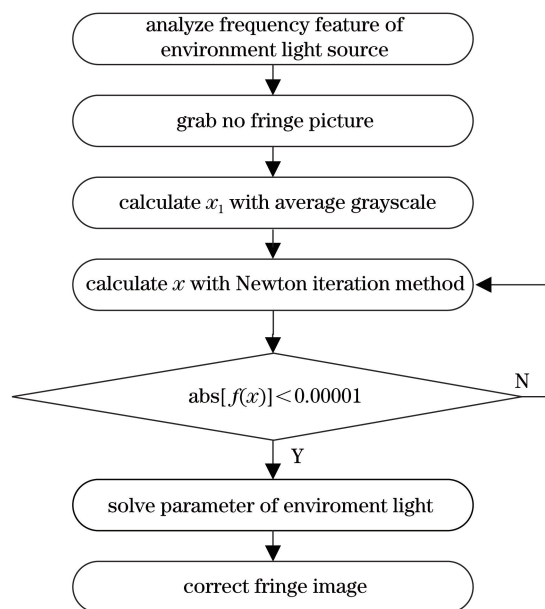 analyze frequency feature of
environment light source
grab no fringe picture
calculate x₁ with average grayscale
calculate x with Newton iteration method
abs[f(x)]<0.00001
N
Y
solve parameter of enviroment light
correct fringe image